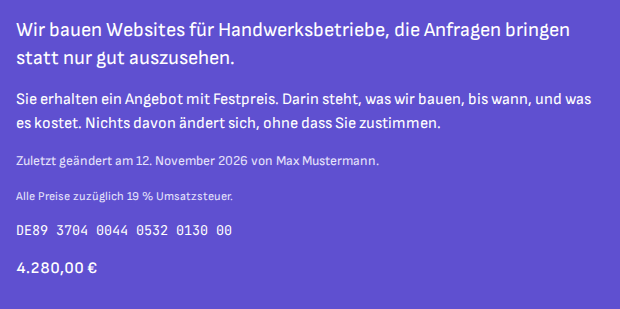 Wir bauen Websites für Handwerksbetriebe, die Anfragen bringen
statt nur gut auszusehen.
Sie erhalten ein Angebot mit Festpreis. Darin steht, was wir bauen, bis wann, und was
es kostet. Nichts davon ändert sich, ohne dass Sie zustimmen.
Zuletzt geändert am 12. November 2026 von Max Mustermann.
Alle Preise zuzüglich 19 % Umsatzsteuer.
DE89 3704 0044 0532 0130 00
4.280,00 €